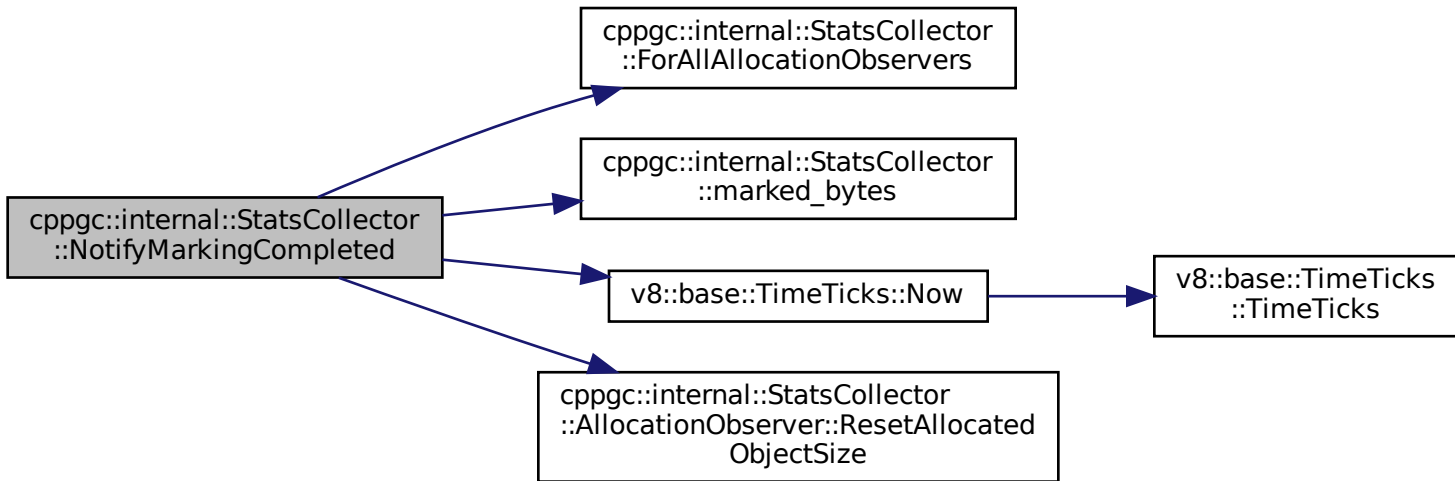 cppgc::internal::StatsCollector
::NotifyMarkingCompleted
cppgc::internal::StatsCollector
::ForAllAllocationObservers
cppgc::internal::StatsCollector
::marked_bytes
v8::base::TimeTicks::Now
v8::base::TimeTicks
::TimeTicks
cppgc::internal::StatsCollector
::AllocationObserver::ResetAllocated
ObjectSize